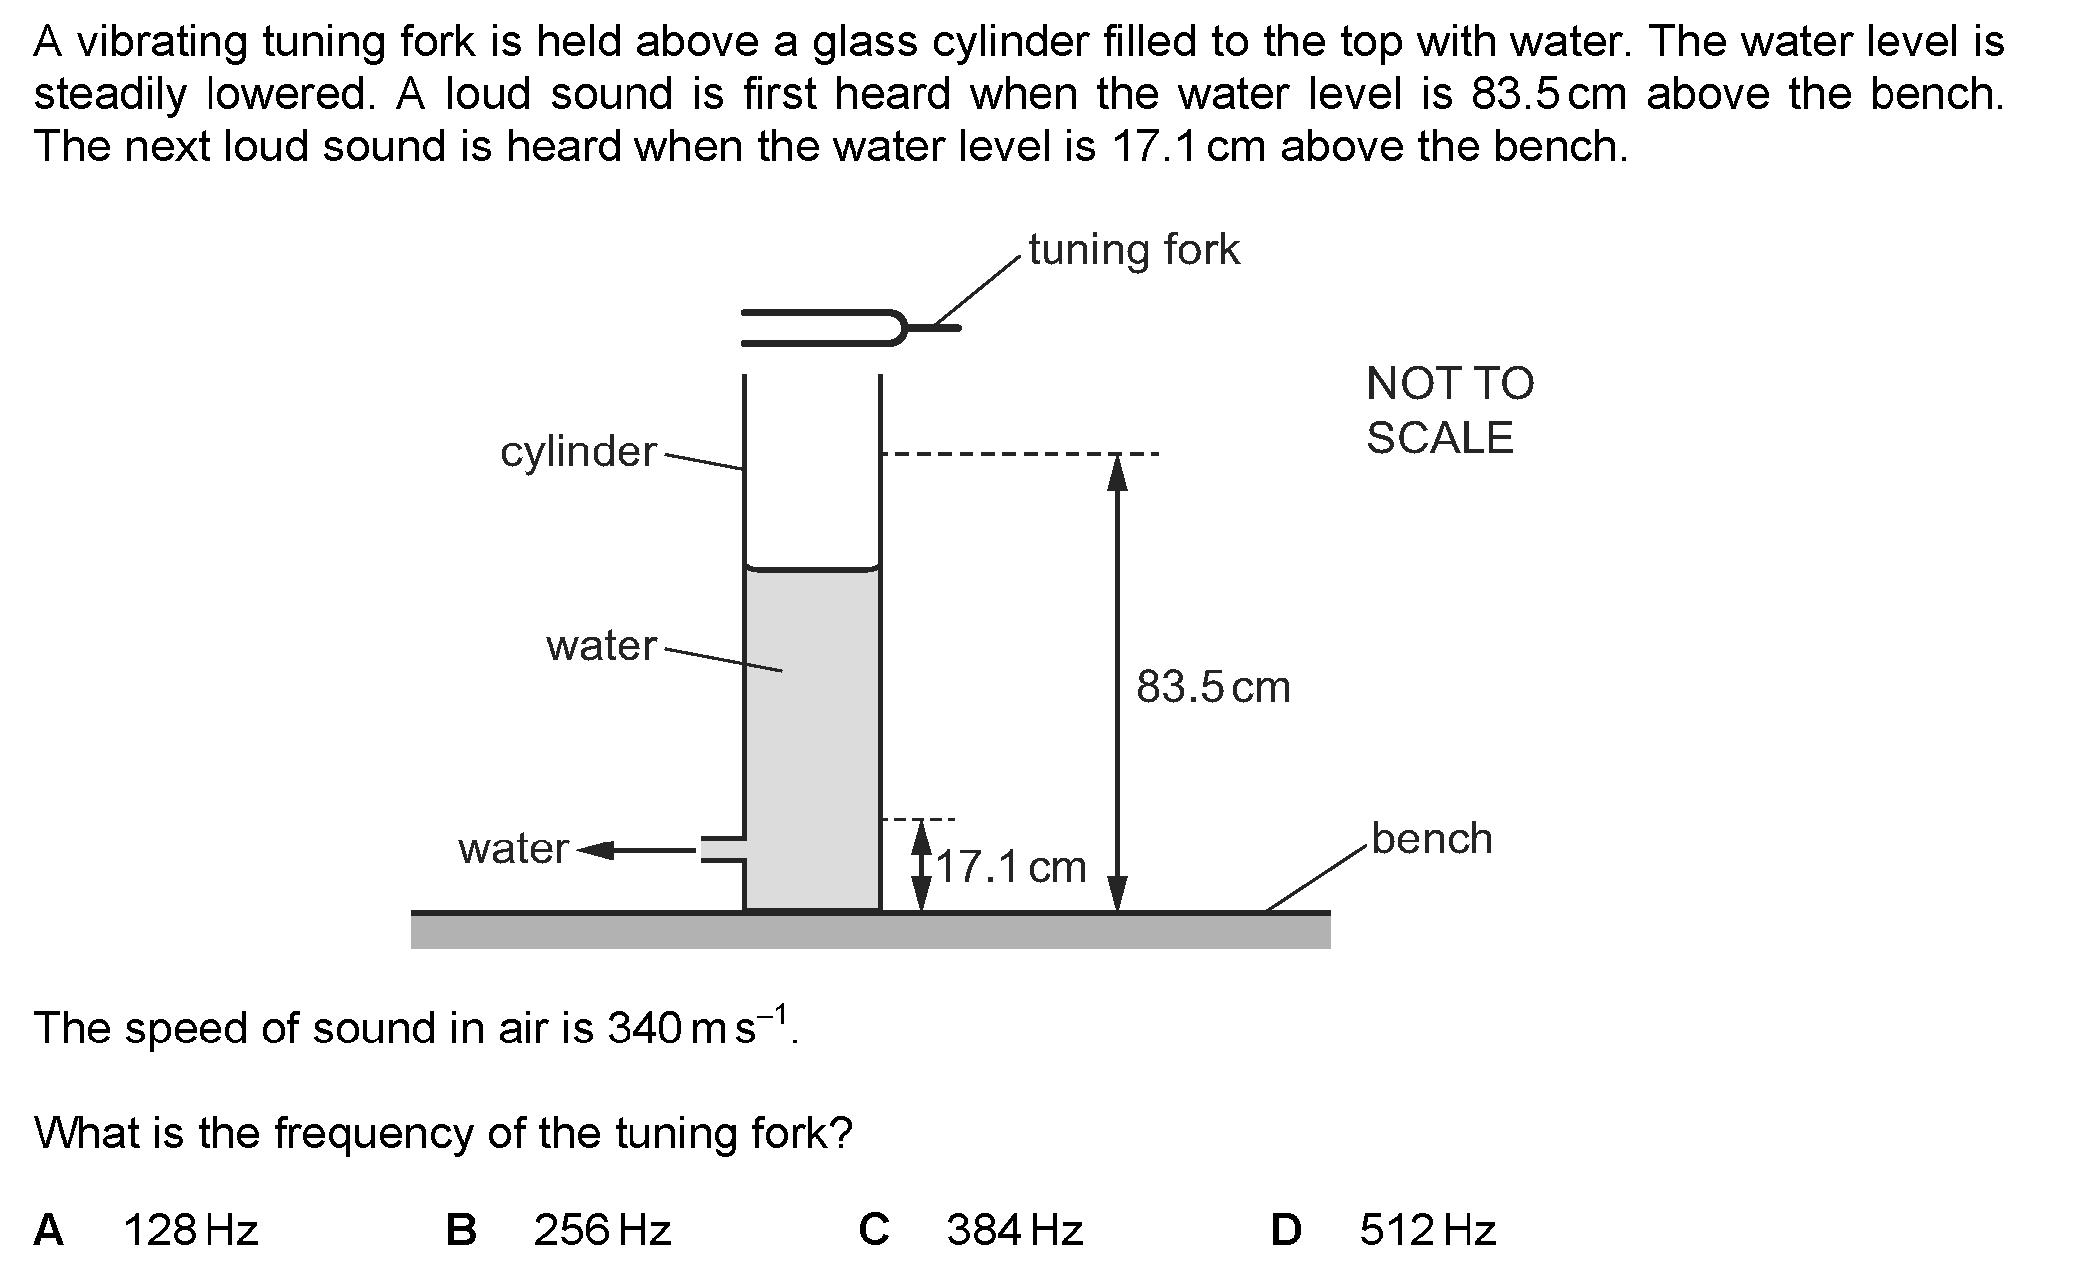 A vibrating tuning fork is held above a glass cylinder filled to the top with water. The water level is
steadily lowered. A loud sound is first heard when the water level is 83.5 cm above the bench.
The next loud sound is heard when the water level is 17.1 cm above the bench.
tuning fork
NOT TO
SCALE
cylinder
water
83.5 cm
water
17.1 cm
bench
The speed of sound in air is 340 m s⁻¹.
What is the frequency of the tuning fork?
A 128 Hz B 256 Hz C 384 Hz D 512 Hz